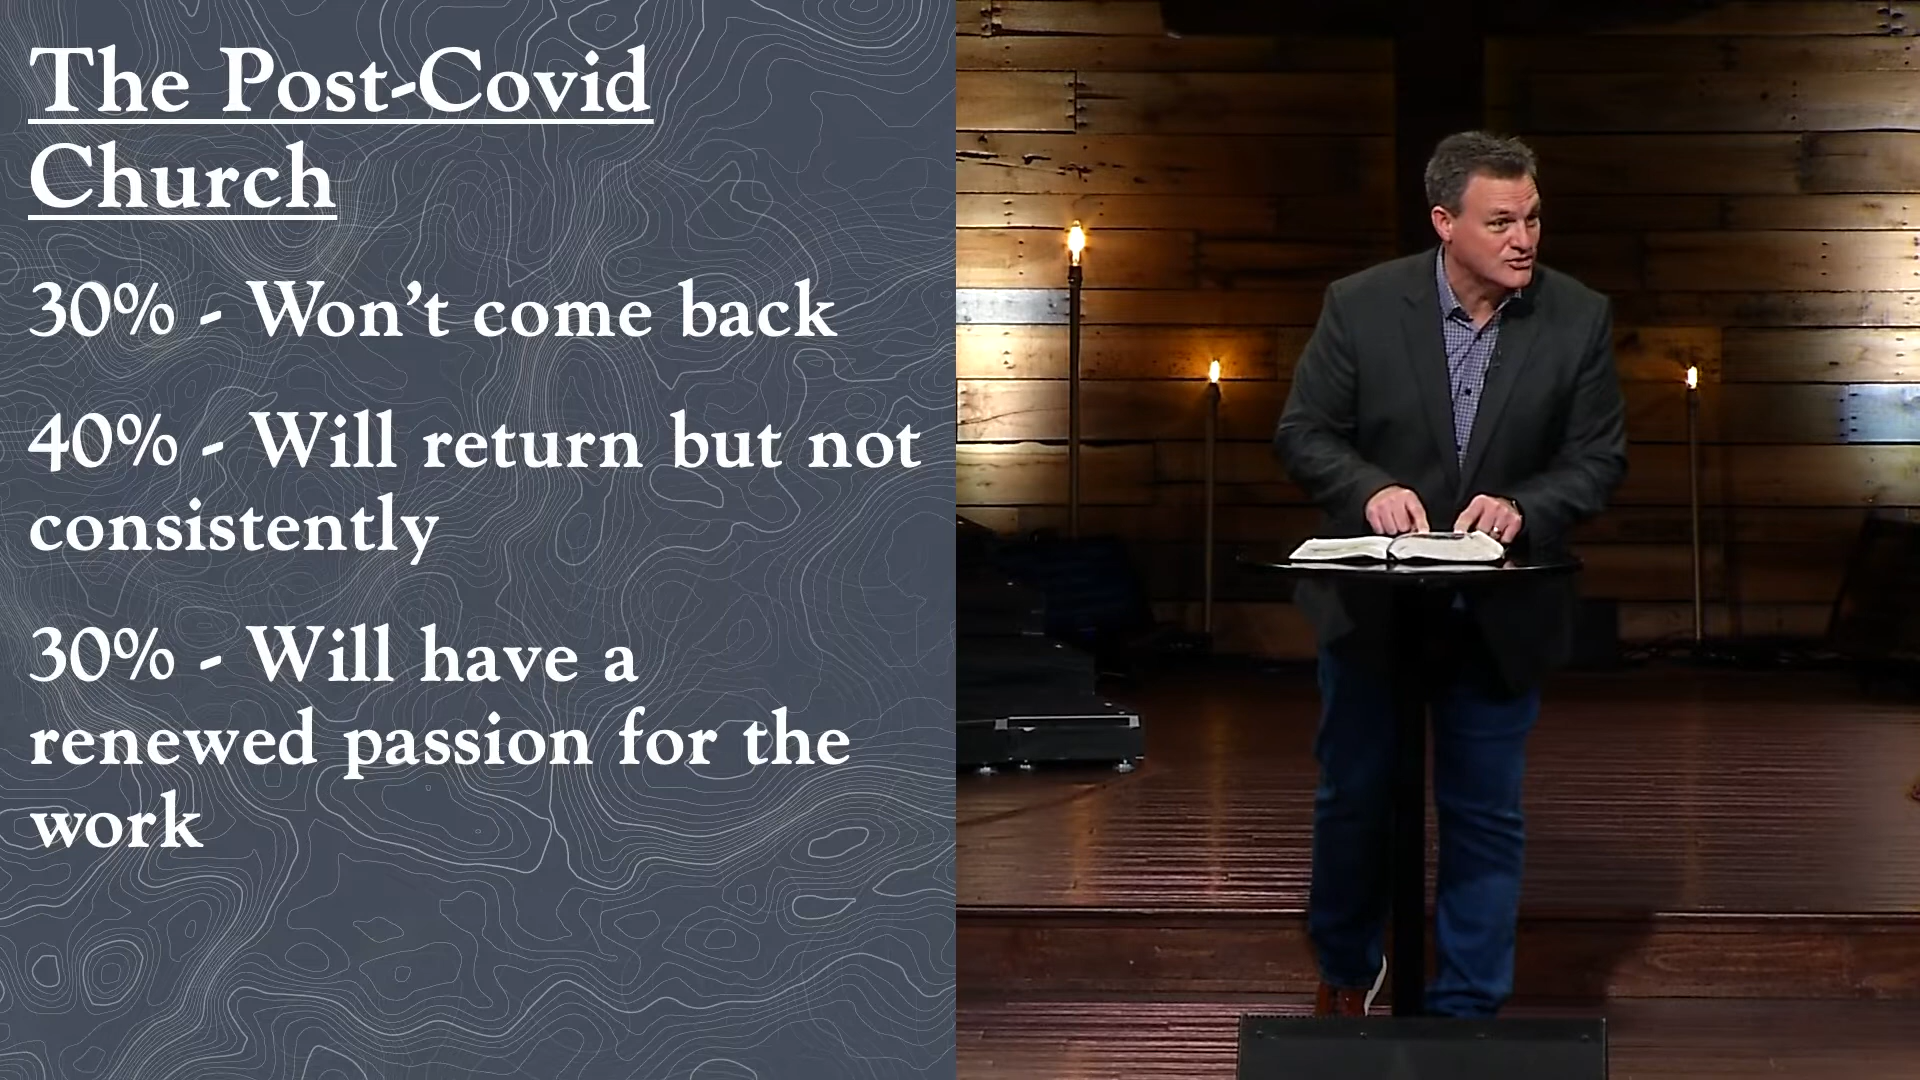 The Post-Covid
Church
30% - Won’t come back
40% - Will return but not
consistently
30% - Will have a
renewed passion for the
work